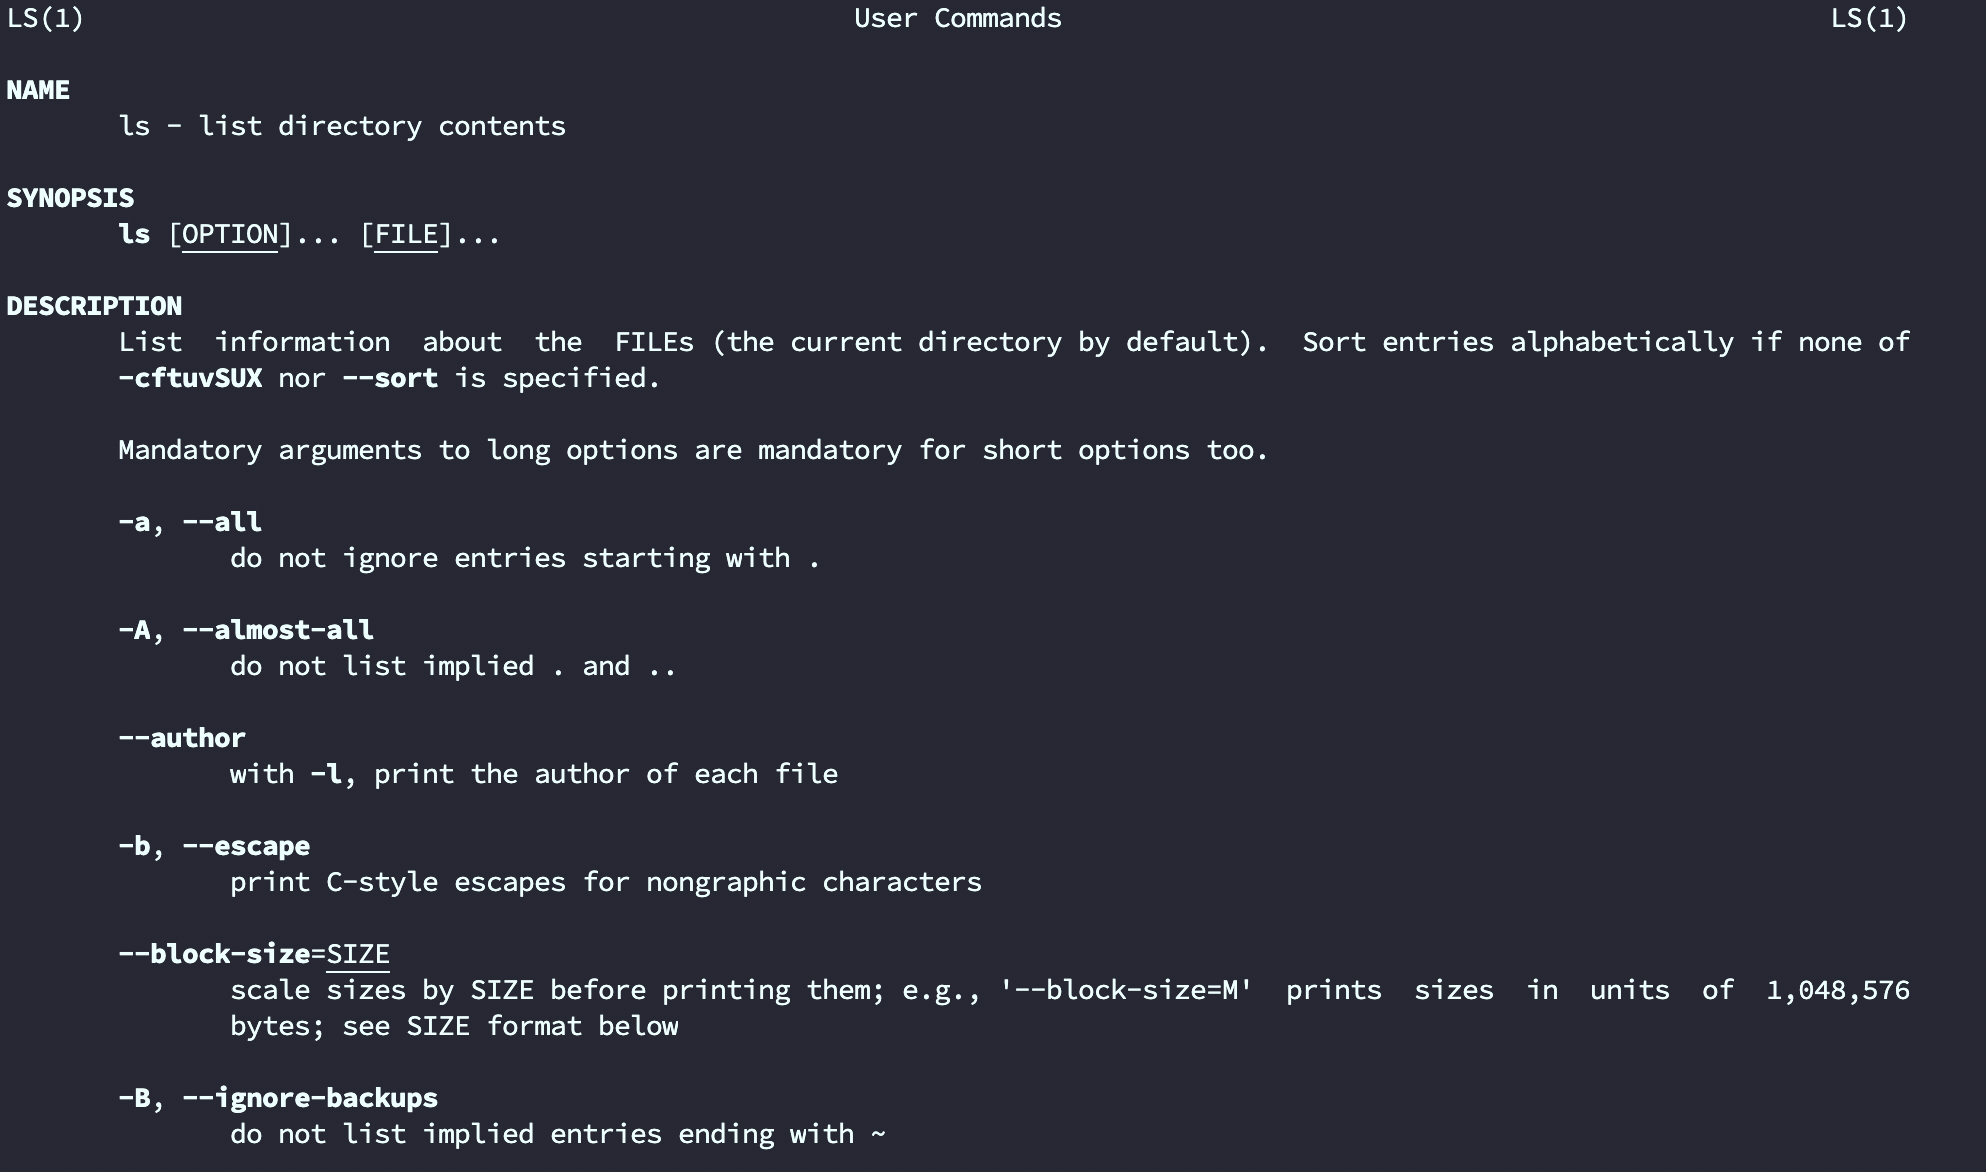 LS(1) User Commands LS(1)
NAME
ls - list directory contents
SYNOPSIS
ls [OPTION]... [FILE]...
DESCRIPTION
List information about the FILEs (the current directory by default). Sort entries alphabetically if none of
-cftuvSUX nor --sort is specified.
Mandatory arguments to long options are mandatory for short options too.
-a, --all
do not ignore entries starting with .
-A, --almost-all
do not list implied . and ..
--author
with -l, print the author of each file
-b, --escape
print C-style escapes for nongraphic characters
--block-size=SIZE
scale sizes by SIZE before printing them; e.g., '--block-size=M' prints sizes in units of 1,048,576
bytes; see SIZE format below
-B, --ignore-backups
do not list implied entries ending with ~